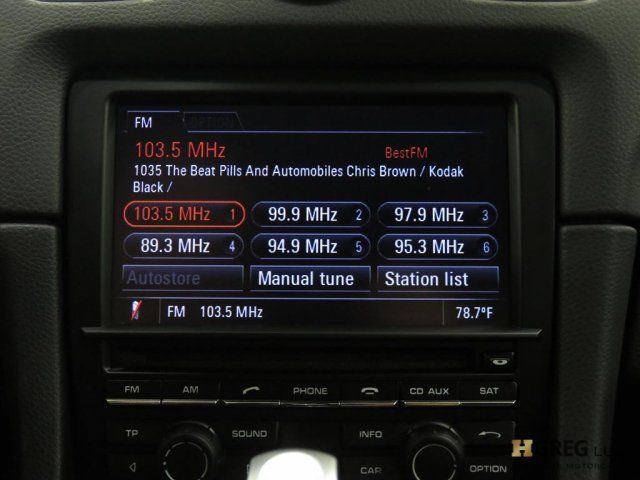 FM OPTION
103.5 MHz BestFM
1035 The Beat Pills And Automobiles Chris Brown / Kodak
Black /
103.5 MHz 1 99.9 MHz 2 97.9 MHz 3
89.3 MHz 4 94.9 MHz 5 95.3 MHz 6
Autostore Manual tune Station list
FM 103.5 MHz 78.7°F
FM AM PHONE CD AUX SAT
TP SOUND INFO
CAR OPTION